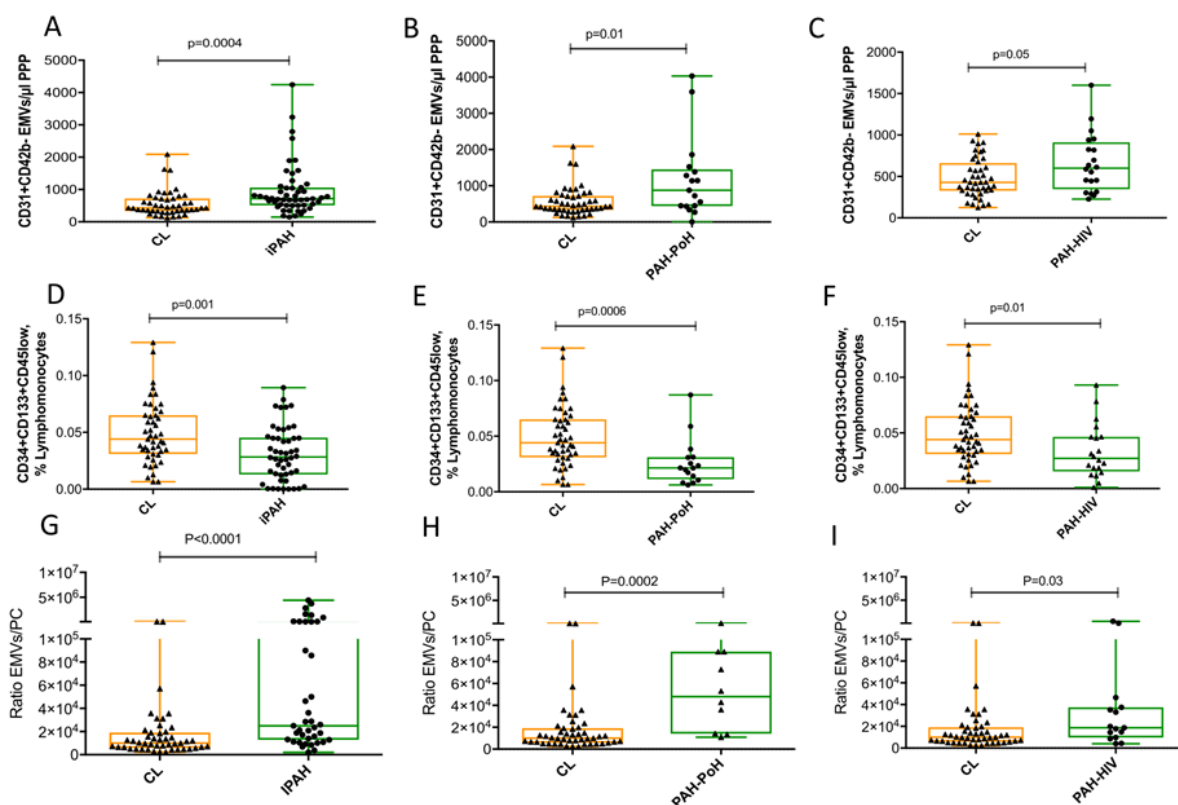 A
p=0.0004
CD31+CD42b- EMVs/µl PPP
5000
4000
3000
2000
1000
0
CL
iPAH
B
p=0.01
CD31+CD42b- EMVs/µl PPP
5000
4000
3000
2000
1000
0
CL
PAH-PoH
C
p=0.05
CD31+CD42b- EMVs/µl PPP
2000
1500
1000
500
0
CL
PAH-HIV
D
p=0.001
CD34+CD133+CD45low,
% Lymphomonocytes
0.15
0.10
0.05
0.00
CL
IPAH
E
p=0.0006
CD34+CD133+CD45low,
% Lymphomonocytes
0.15
0.10
0.05
0.00
CL
PAH-PoH
F
p=0.01
CD34+CD133+CD45low,
% Lymphomonocytes
0.15
0.10
0.05
0.00
CL
PAH-HIV
G
P<0.0001
Ratio EMVs/PC
1×10⁷
5×10⁶
1×10⁵
8×10⁴
6×10⁴
4×10⁴
2×10⁴
0
CL
IPAH
H
P=0.0002
Ratio EMVs/PC
1×10⁷
5×10⁶
1×10⁵
8×10⁴
6×10⁴
4×10⁴
2×10⁴
0
CL
PAH-PoH
I
P=0.03
Ratio EMVs/PC
1×10⁷
5×10⁶
1×10⁵
8×10⁴
6×10⁴
4×10⁴
2×10⁴
0
CL
PAH-HIV